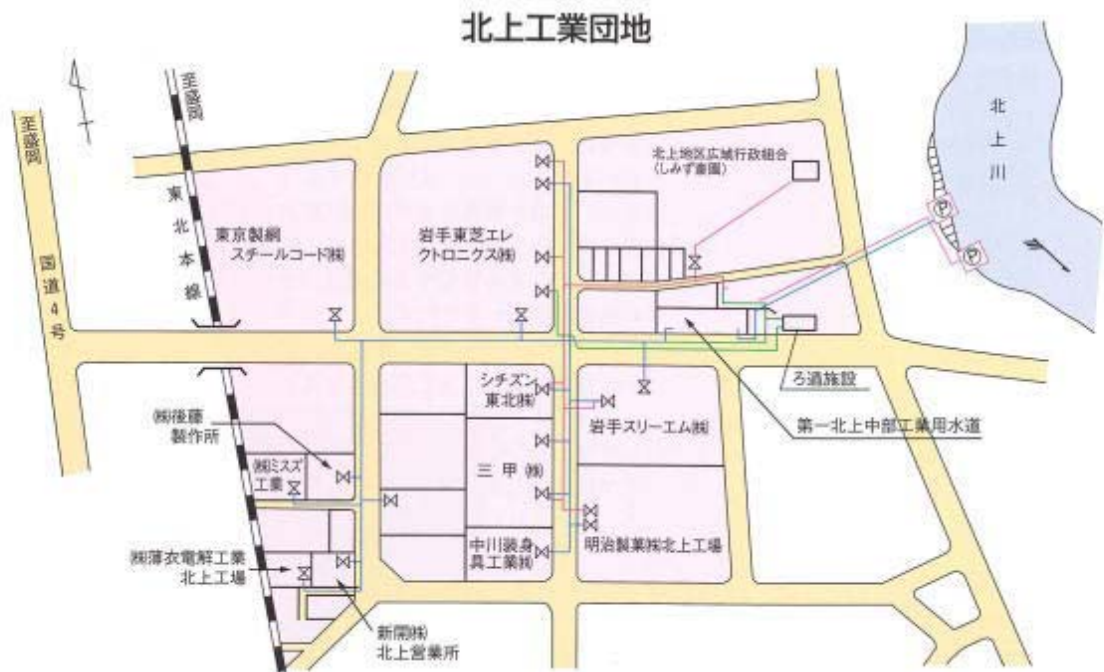 北上工業団地
至盛岡
至盛岡
東北本線
国道4号
北上川
P
P
北上地区広域行政組合
(しみず斎園)
東京製綱
スチールコード㈱
岩手東芝エレ
クトロニクス㈱
シチズン
東北㈱
ろ過施設
岩手スリーエム㈱
第一北上中部工業用水道
㈱後藤
製作所
㈱ミスズ
工業
三甲㈱
㈱薄衣電解工業
北上工場
中川装身
具工業㈱
明治製菓㈱北上工場
新開㈱
北上営業所